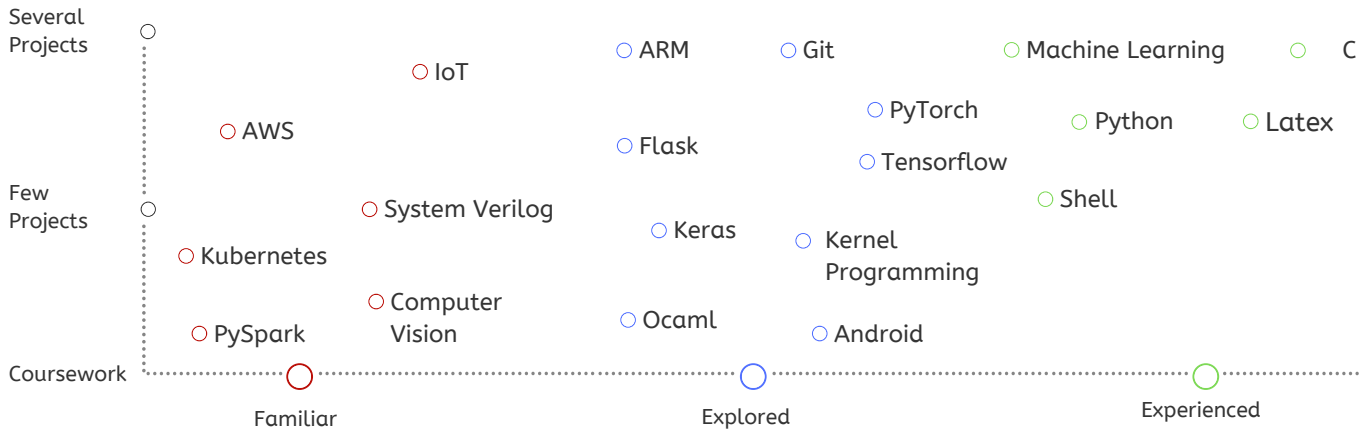 Several
Projects
ARM
Git
Machine Learning
C
IoT
PyTorch
AWS
Python
Latex
Flask
Tensorflow
Few
Projects
Shell
System Verilog
Keras
Kernel
Programming
Kubernetes
Computer
Vision
Ocaml
PySpark
Android
Coursework
Familiar
Explored
Experienced